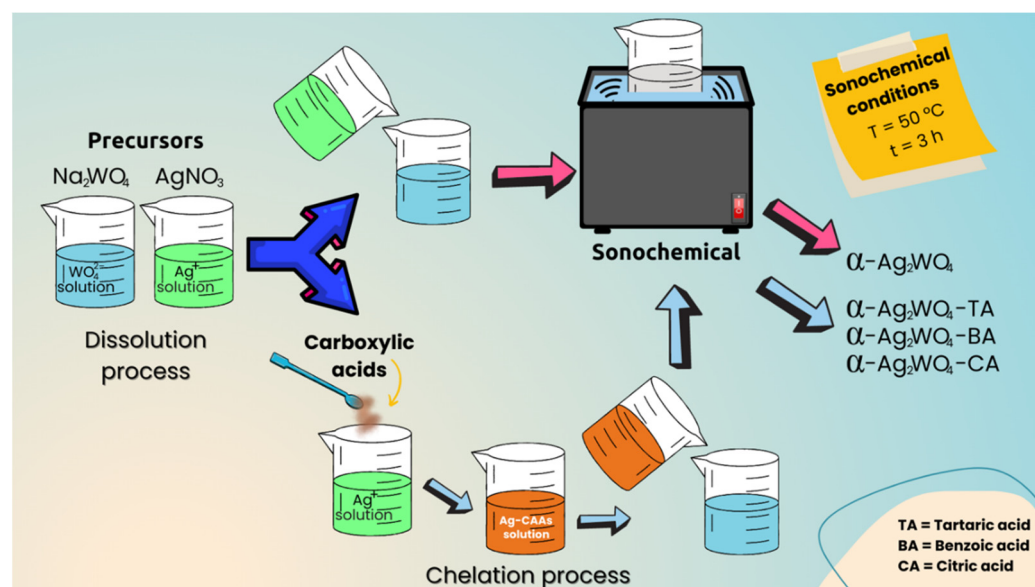 Precursors
Na₂WO₄ AgNO₃
WO₄²⁻
solution
Ag⁺
solution
Dissolution
process
Carboxylic
acids
Ag⁺
solution
Ag-CAAs
solution
Chelation process
Sonochemical
Sonochemical
conditions
T = 50 ºC
t = 3 h
α-Ag₂WO₄
α-Ag₂WO₄-TA
α-Ag₂WO₄-BA
α-Ag₂WO₄-CA
TA = Tartaric acid
BA = Benzoic acid
CA = Citric acid